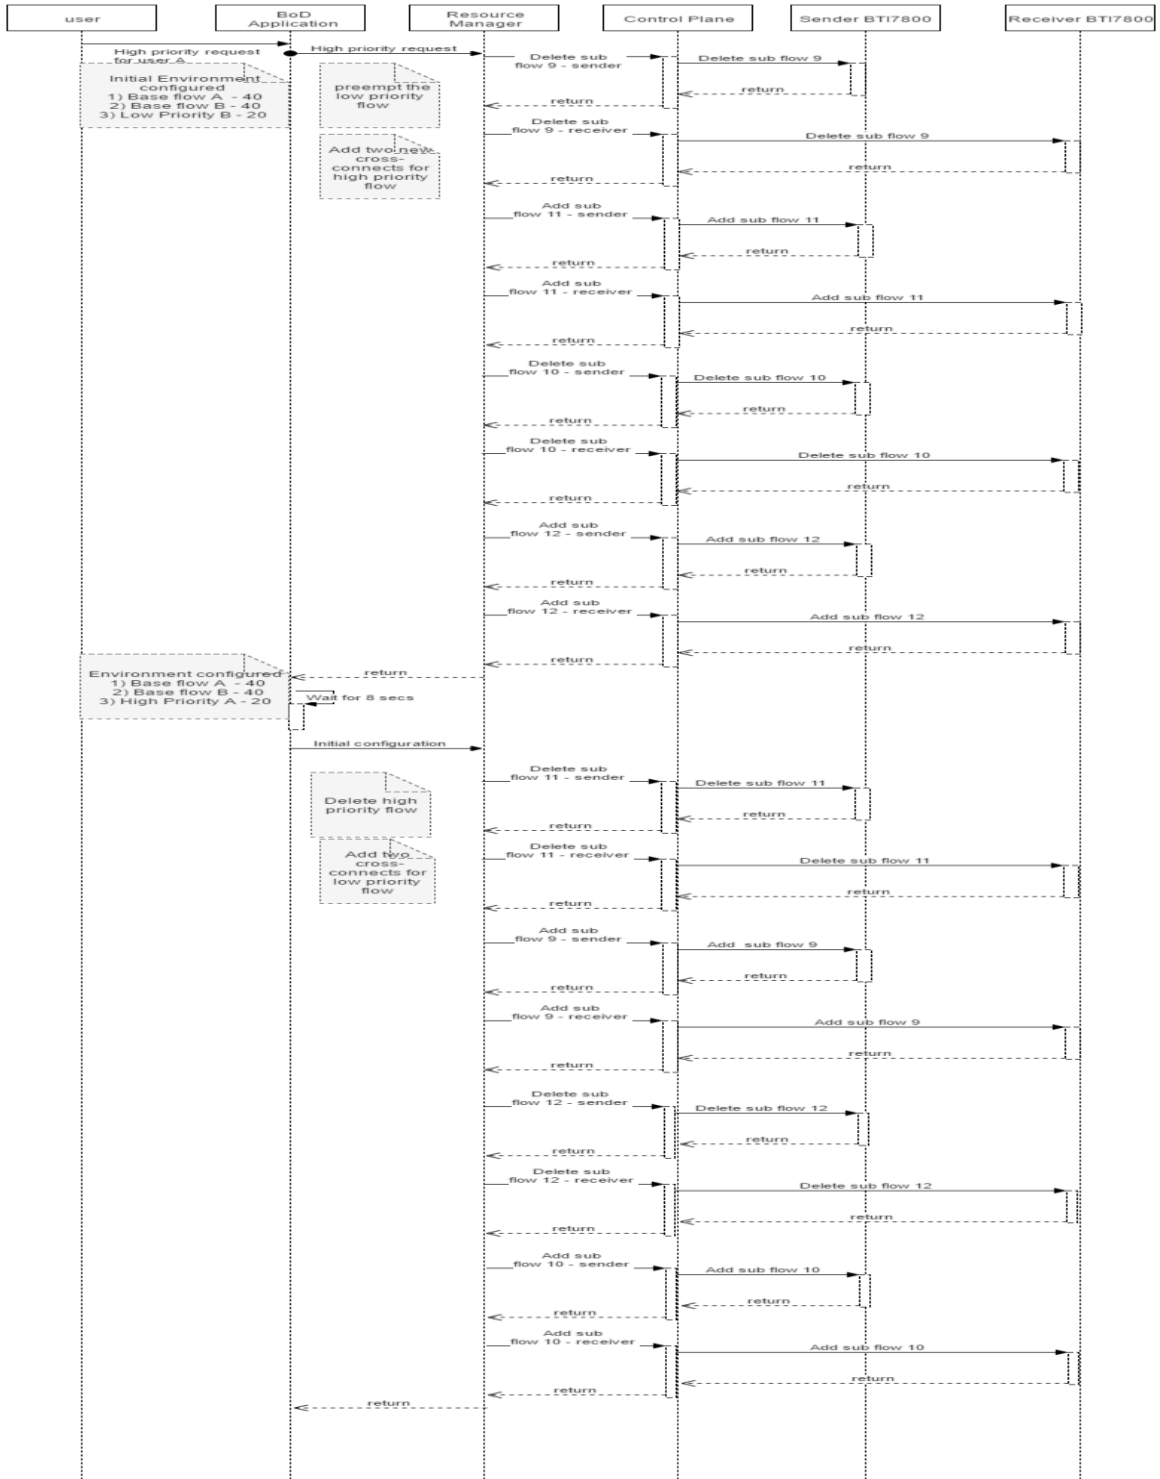 user
BoD
Application
Resource
Manager
Control Plane
Sender BTI7800
Receiver BTI7800
High priority request
for user A
High priority request
Initial Environment
configured
1) Base flow A - 40
2) Base flow B - 40
3) Low Priority B - 20
preempt the
low priority
flow
Delete sub
flow 9 - sender
Delete sub flow 9
return
return
Add two new
cross-
connects for
high priority
flow
Delete sub
flow 9 - receiver
Delete sub flow 9
return
return
Add sub
flow 11 - sender
Add sub flow 11
return
return
Add sub
flow 11 - receiver
Add sub flow 11
return
return
Delete sub
flow 10 - sender
Delete sub flow 10
return
return
Delete sub
flow 10 - receiver
Delete sub flow 10
return
return
Add sub
flow 12 - sender
Add sub flow 12
return
return
Add sub
flow 12 - receiver
Add sub flow 12
return
return
return
Environment configured
1) Base flow A - 40
2) Base flow B - 40
3) High Priority A - 20
Wait for 8 secs
Initial configuration
Delete high
priority flow
Delete sub
flow 11 - sender
Delete sub flow 11
return
return
Add two
cross-
connects for
low priority
flow
Delete sub
flow 11 - receiver
Delete sub flow 11
return
return
Add sub
flow 9 - sender
Add  sub flow 9
return
return
Add sub
flow 9 - receiver
Add sub flow 9
return
return
Delete sub
flow 12 - sender
Delete sub flow 12
return
return
Delete sub
flow 12 - receiver
Delete sub flow 12
return
return
Add sub
flow 10 - sender
Add sub flow 10
return
return
Add sub
flow 10 - receiver
Add sub flow 10
return
return
return